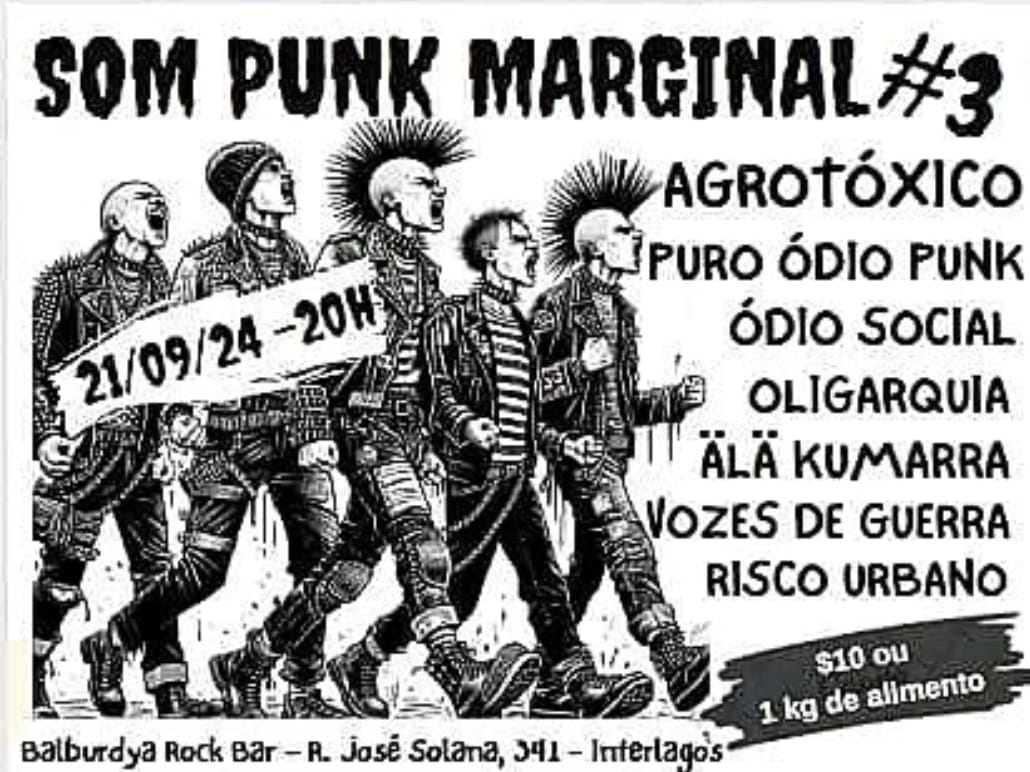 SOM PUNK MARGINAL #3
AGROTÓXICO
PURO ÓDIO PUNK
ÓDIO SOCIAL
OLIGARQUIA
ÄLÄ KUMARRA
VOZES DE GUERRA
RISCO URBANO
21/09/24 - 20H
$10 ou
1 kg de alimento
Balburdya Rock Bar - R. José Solana, 341 - Interlagos